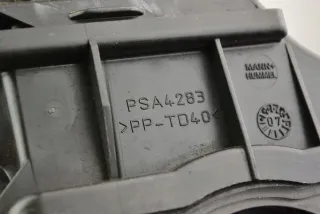 MANN+
HUMMEL
PSA4283
>PP-TD40<
07